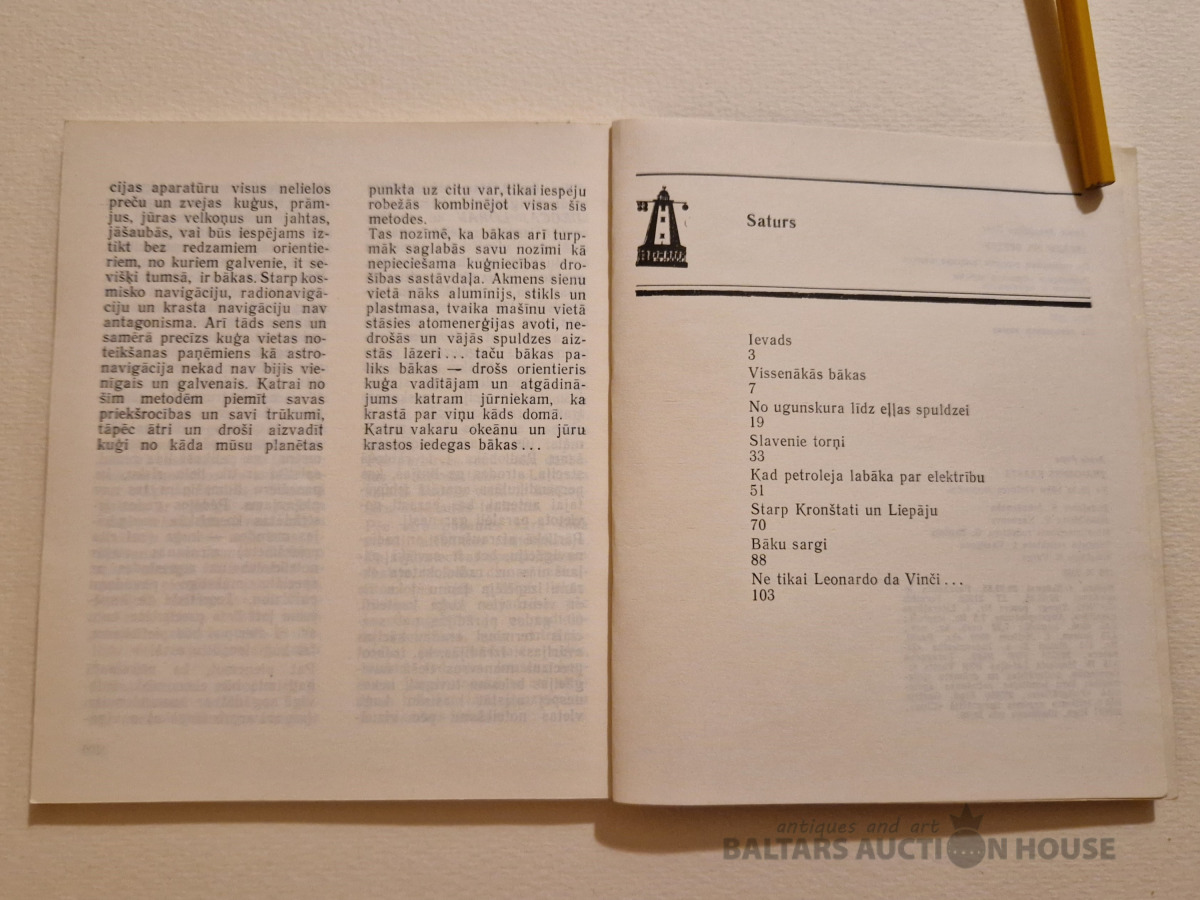 cijas aparatūru visus nelielos
preču un zvejas kuģus, prām-
jus, jūras velkoņus un jahtas,
jāšaubās, vai būs iespējams iz-
tikt bez redzamiem orientie-
riem, no kuriem galvenie, it se-
višķi tumsā, ir bākas. Starp kos-
misko navigāciju, radionavigā-
ciju un krasta navigāciju nav
antagonisma. Arī tāds sens un
samērā precīzs kuģa vietas no-
teikšanas paņēmiens kā astro-
navigācija nekad nav bijis vie-
nīgais un galvenais. Katrai no
šīm metodēm piemīt savas
priekšrocības un savi trūkumi,
tāpēc ātri un droši aizvadīt
kuģi no kāda mūsu planētas
punkta uz citu var, tikai iespēju
robežās kombinējot visas šīs
metodes.
Tas nozīmē, ka bākas arī turp-
māk saglabās savu nozīmi kā
nepieciešama kuģniecības dro-
šības sastāvdaļa. Akmens sienu
vietā nāks alumīnijs, stikls un
plastmasa, tvaika mašīnu vietā
stāsies atomenerģijas avoti, ne-
drošās un vājās spuldzes aiz-
stās lāzeri... taču bākas pa-
liks bākas — drošs orientieris
kuģa vadītājam un atgādinā-
jums katram jūrniekam, ka
krastā par viņu kāds domā.
Katru vakaru okeānu un jūru
krastos iedegas bākas...
Saturs
Ievads
3
Vissenākās bākas
7
No ugunskura līdz eļļas spuldzei
19
Slavenie torņi
33
Kad petroleja labāka par elektrību
51
Starp Kronštati un Liepāju
70
Bāku sargi
88
Ne tikai Leonardo da Vinči...
103
antiques and art
BALTARS AUCTION HOUSE